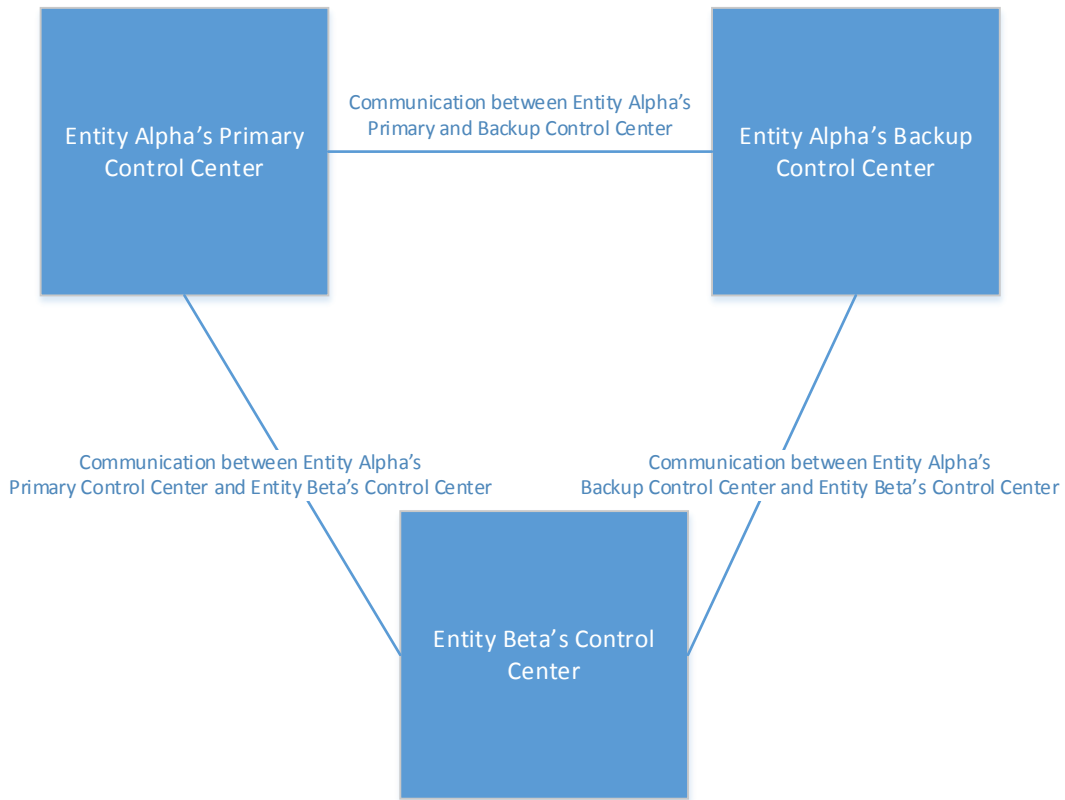 Communication between Entity Alpha's
Primary and Backup Control Center
Entity Alpha's Primary
Control Center
Entity Alpha's Backup
Control Center
Communication between Entity Alpha's
Primary Control Center and Entity Beta's Control Center
Communication between Entity Alpha's
Backup Control Center and Entity Beta's Control Center
Entity Beta's Control
Center